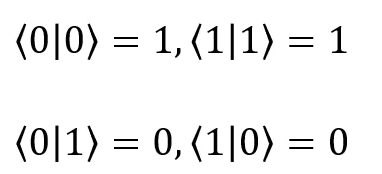 ⟨0|0⟩ = 1,⟨1|1⟩ = 1
⟨0|1⟩ = 0,⟨1|0⟩ = 0